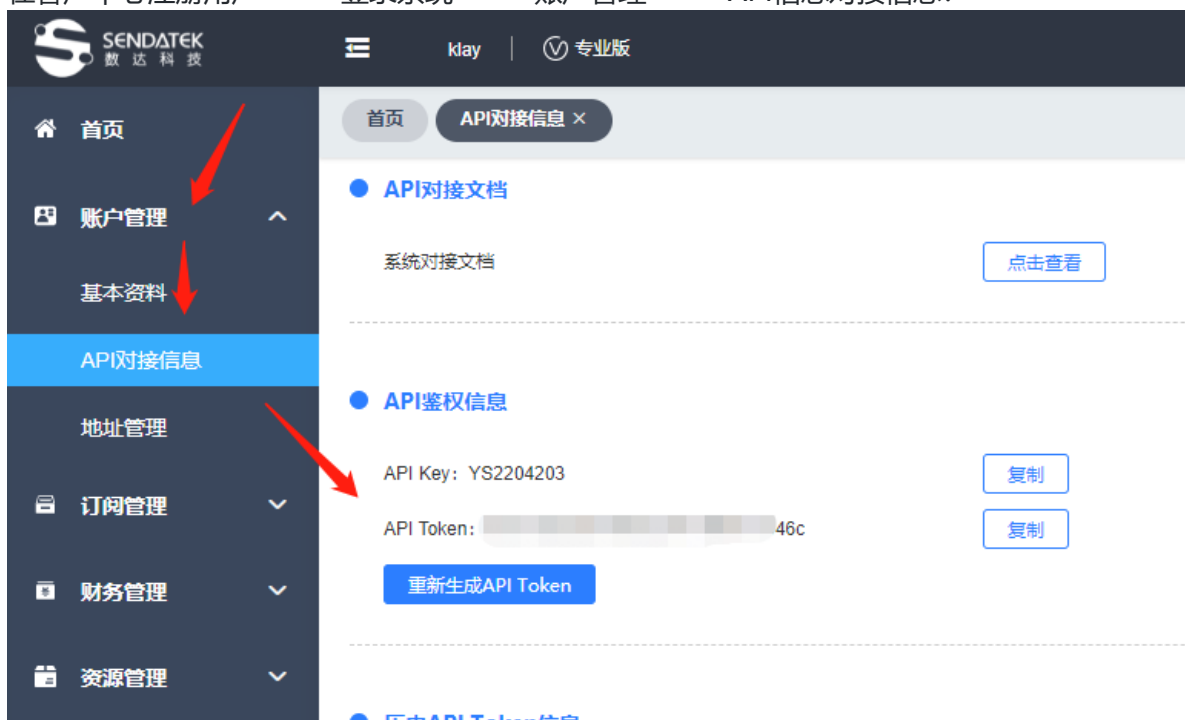 SENDATEK
数达科技
klay
专业版
首页
账户管理
基本资料
API对接信息
地址管理
订阅管理
财务管理
资源管理
首页
API对接信息 ×
API对接文档
系统对接文档
点击查看
API鉴权信息
API Key: YS2204203
复制
API Token:
46c
复制
重新生成API Token